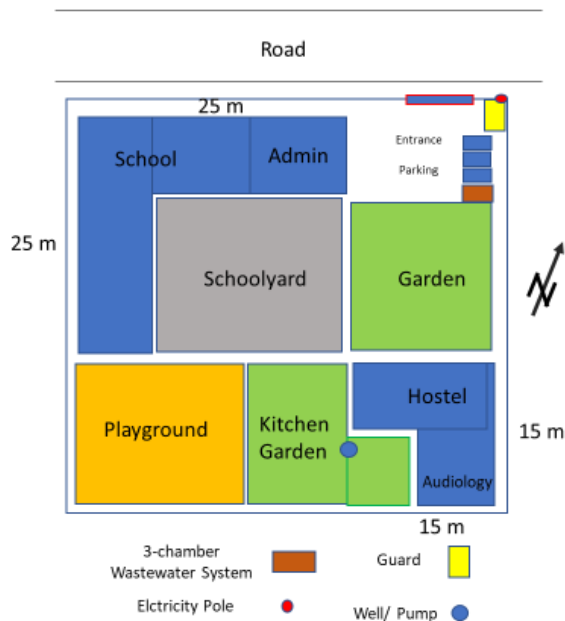 Road
25 m
Entrance
School
Admin
Parking
25 m
Schoolyard
Garden
N
Hostel
Playground
Kitchen
Garden
15 m
Audiology
15 m
3-chamber
Wastewater System
Guard
Elctricity Pole
Well/ Pump